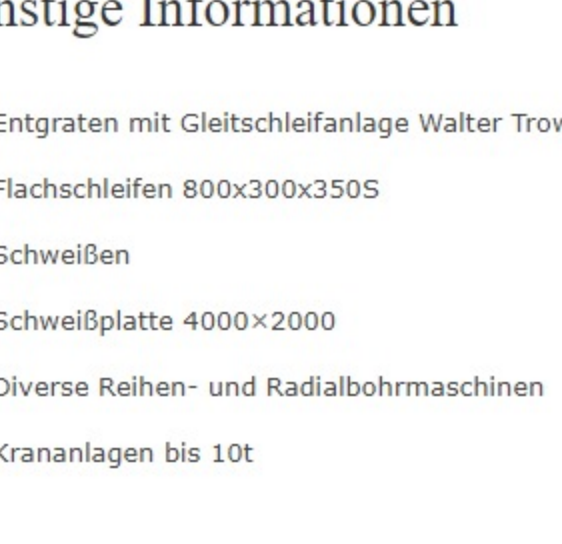 nstige Informationen
Entgraten mit Gleitschleifanlage Walter Trow
Flachschleifen 800x300x350S
Schweißen
Schweißplatte 4000×2000
Diverse Reihen- und Radialbohrmaschinen
Krananlagen bis 10t